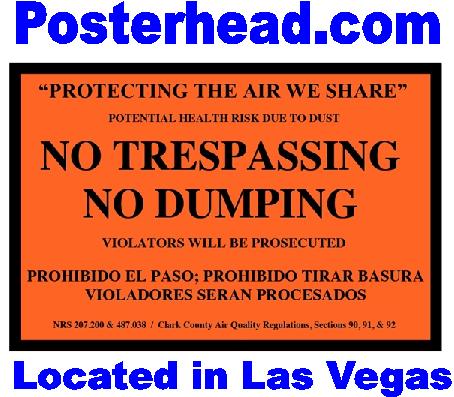 Posterhead.com
“PROTECTING THE AIR WE SHARE”
POTENTIAL HEALTH RISK DUE TO DUST
NO TRESPASSING
NO DUMPING
VIOLATORS WILL BE PROSECUTED
PROHIBIDO EL PASO; PROHIBIDO TIRAR BASURA
VIOLADORES SERAN PROCESADOS
NRS 207.200 & 487.038 / Clark County Air Quality Regulations, Sections 90, 91, & 92
Located in Las Vegas